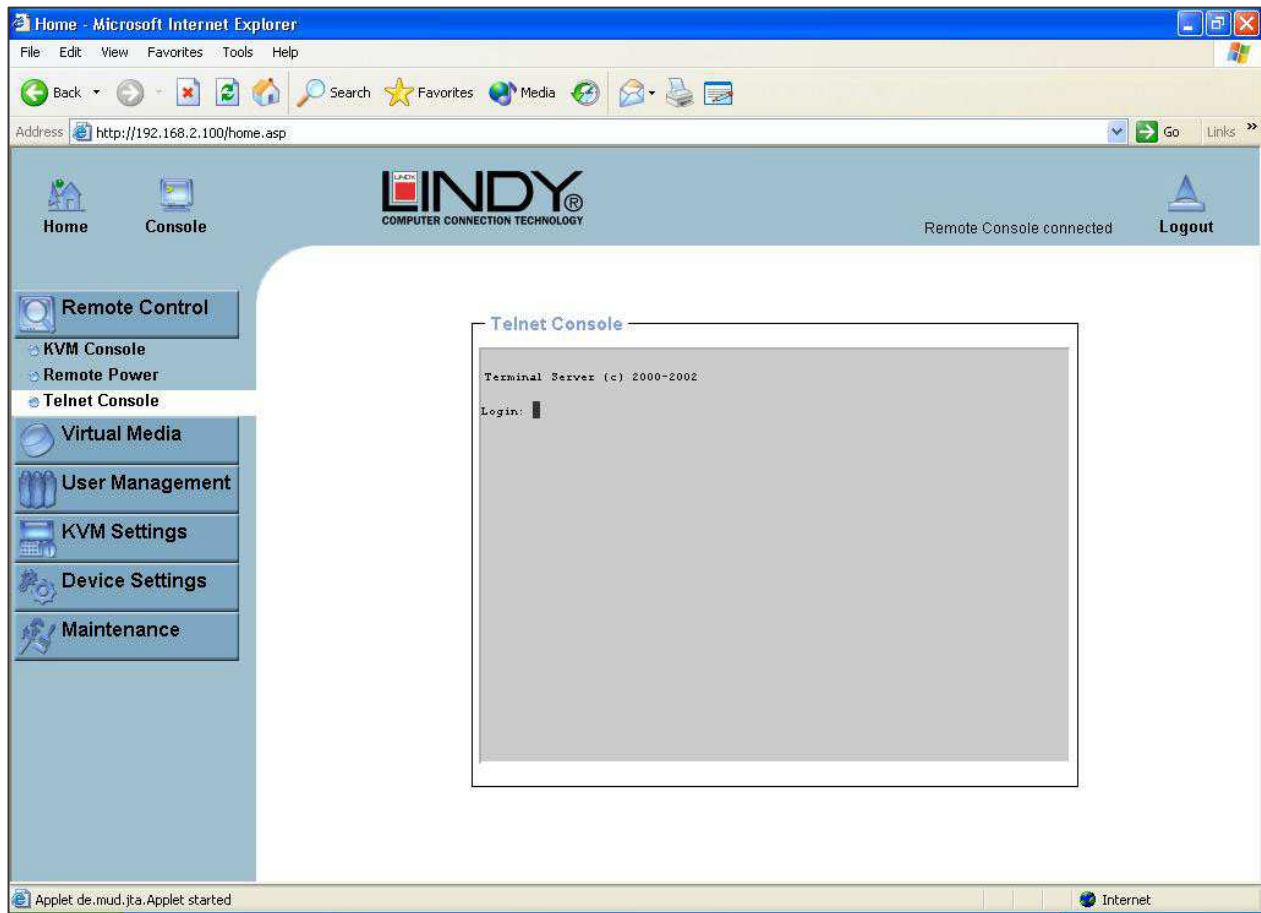 Home - Microsoft Internet Explorer
File Edit View Favorites Tools Help
Back Search Favorites Media
Address http://192.168.2.100/home.asp Go Links »
LINDY
LINDY®
COMPUTER CONNECTION TECHNOLOGY
Home Console Remote Console connected Logout
Remote Control
KVM Console
Remote Power
Telnet Console
Virtual Media
User Management
KVM Settings
Device Settings
Maintenance
Telnet Console
Terminal Server (c) 2000-2002
Login:
Applet de.mud.jta.Applet started Internet